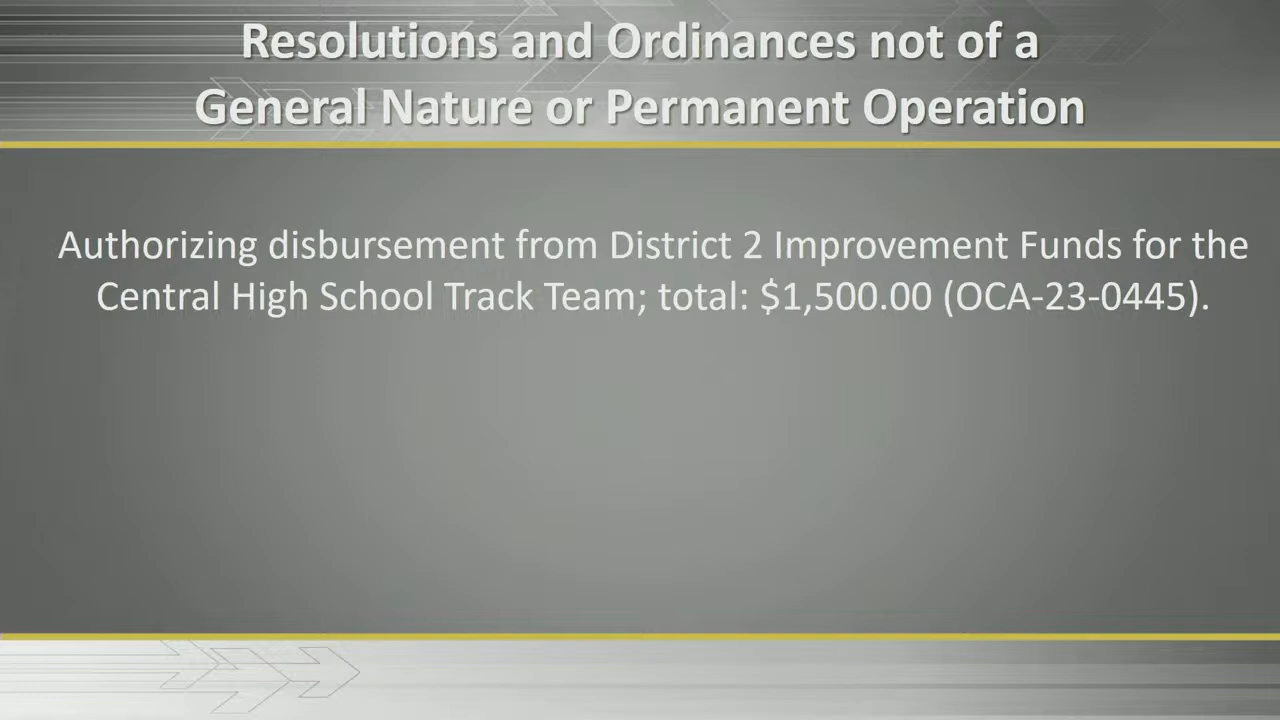 Resolutions and Ordinances not of a
General Nature or Permanent Operation
Authorizing disbursement from District 2 Improvement Funds for the
Central High School Track Team; total: $1,500.00 (OCA-23-0445).